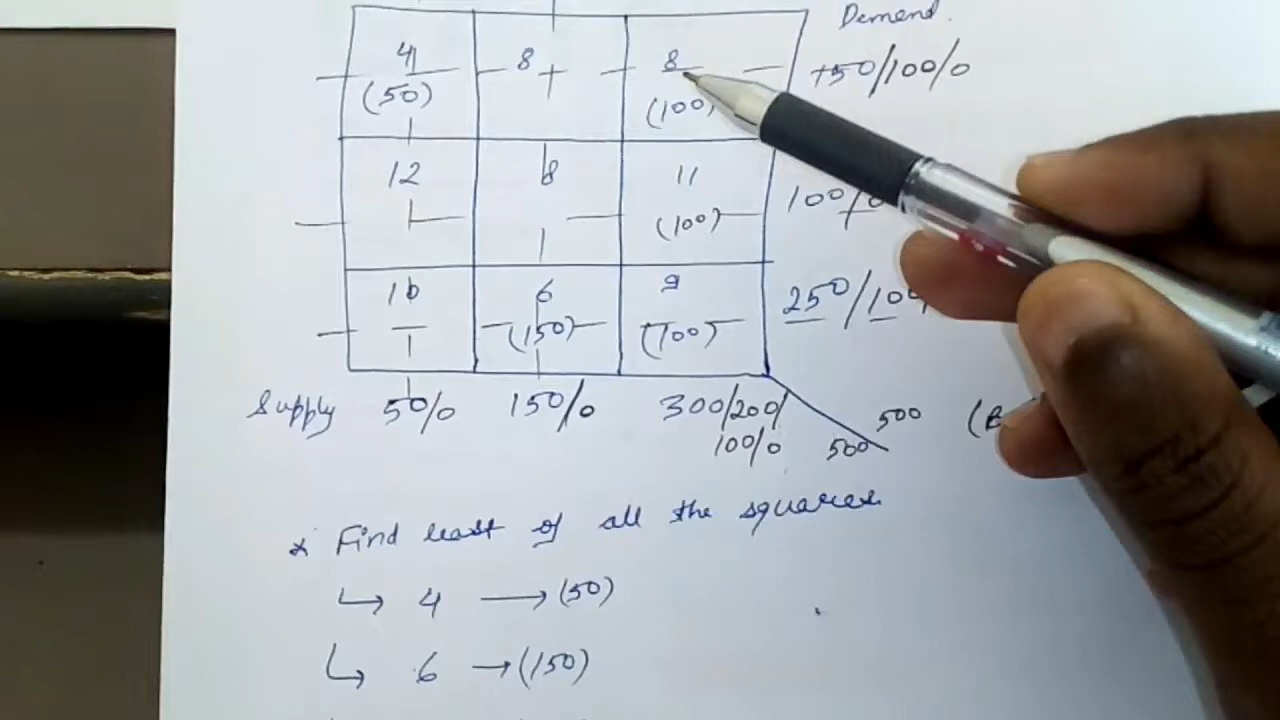 Demand.
4 8 8 150/100/0
(50) (100)
12 8 11 100/0
(100)
16 6 9 250/100
(150) (100)
Supply 50/0 150/0 300/200/
100/0 500 500
Find least of all the squares
4 → (50)
6 → (150)